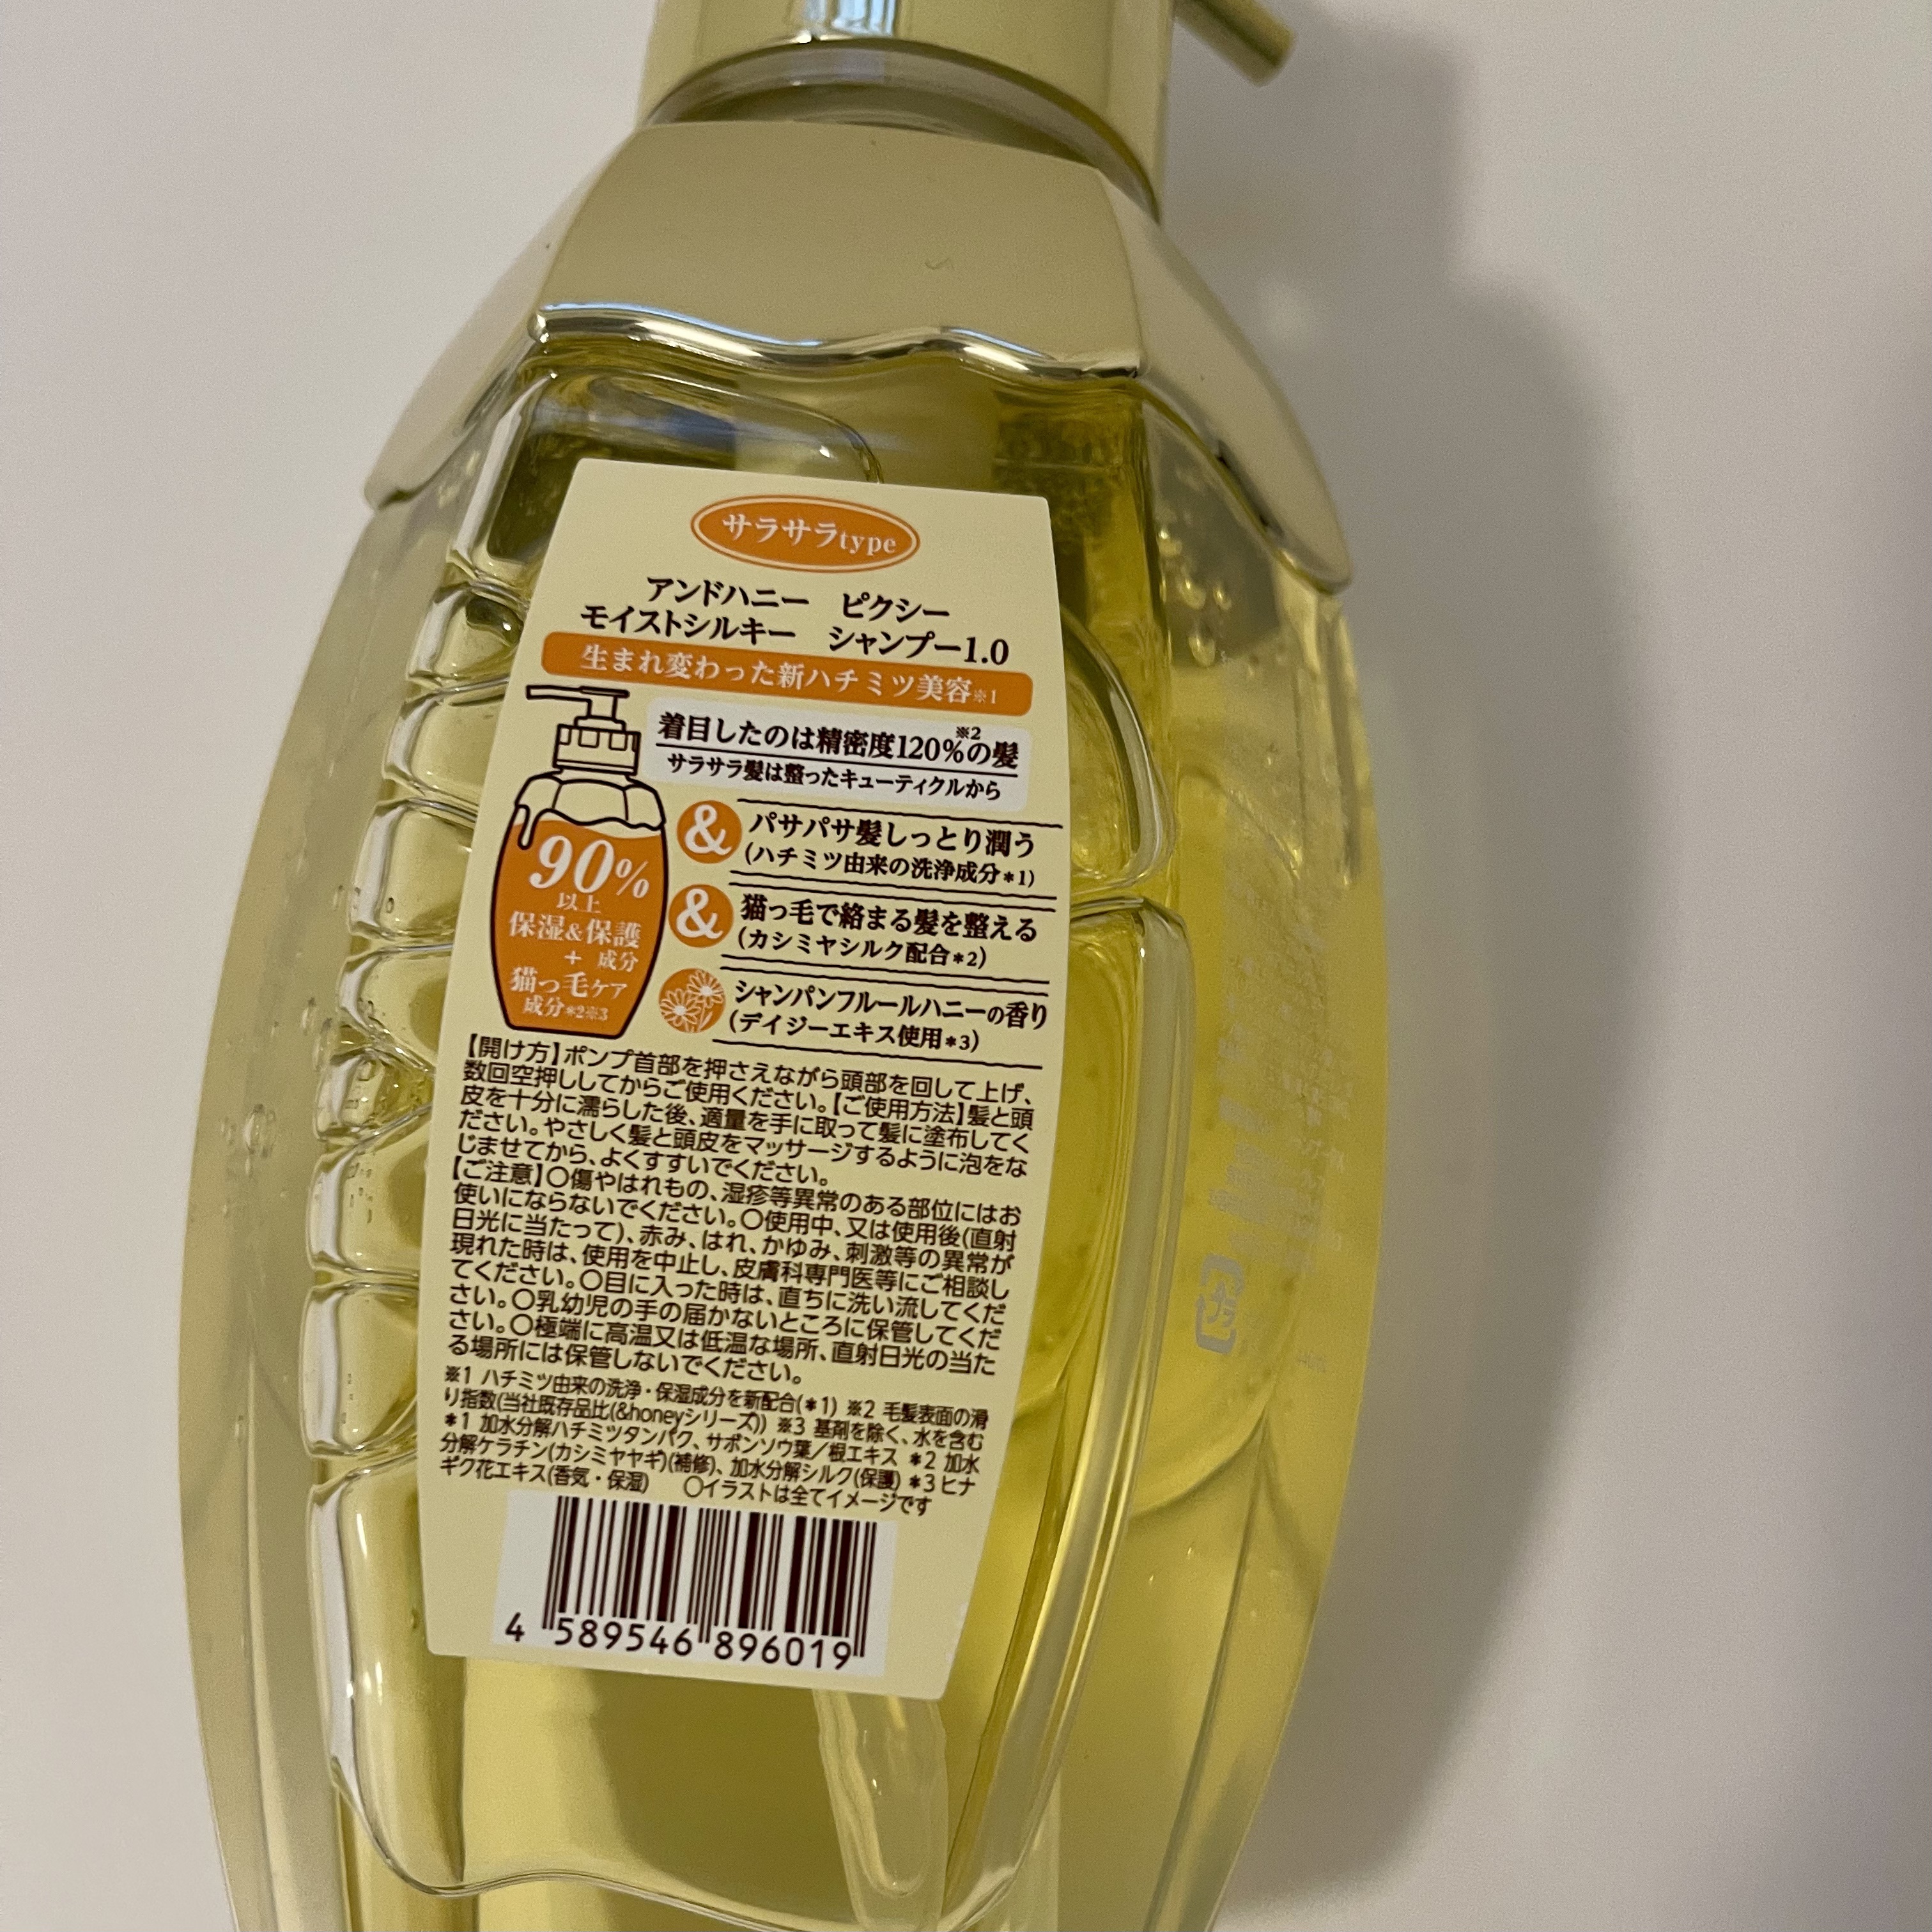 サラサラtype
アンドハニー ピクシー
モイストシルキー シャンプー1.0
生まれ変わった新ハチミツ美容※1
着目したのは精密度120%※2の髪
サラサラ髪は整ったキューティクルから
90%
以上
保湿&保護
+ 成分
猫っ毛ケア
成分*2※3
& パサパサ髪しっとり潤う
(ハチミツ由来の洗浄成分*1)
& 猫っ毛で絡まる髪を整える
(カシミヤシルク配合*2)
シャンパンフルールハニーの香り
(デイジーエキス使用*3)
【開け方】ポンプ首部を押さえながら頭部を回して上げ、
数回空押ししてからご使用ください。【ご使用方法】髪と頭
皮を十分に濡らした後、適量を手に取って髪に塗布してく
ださい。やさしく髪と頭皮をマッサージするように泡をな
じませてから、よくすすいでください。
【ご注意】○傷やはれもの、湿疹等異常のある部位にはお
使いにならないでください。○使用中、又は使用後(直射
日光に当たって)、赤み、はれ、かゆみ、刺激等の異常が
現れた時は、使用を中止し、皮膚科専門医等にご相談し
てください。○目に入った時は、直ちに洗い流してくだ
さい。○乳幼児の手の届かないところに保管してくだ
さい。○極端に高温又は低温な場所、直射日光の当た
る場所には保管しないでください。
※1 ハチミツ由来の洗浄・保湿成分を新配合(*1) ※2 毛髪表面の滑
り指数(当社既存品比(&honeyシリーズ)) ※3 基剤を除く、水を含む
*1 加水分解ハチミツタンパク、サボンソウ葉/根エキス *2 加水
分解ケラチン(カシミヤヤギ)(補修)、加水分解シルク(保護) *3 ヒナ
ギク花エキス(香気・保湿) ○イラストは全てイメージです
4 589546 896019
プラ